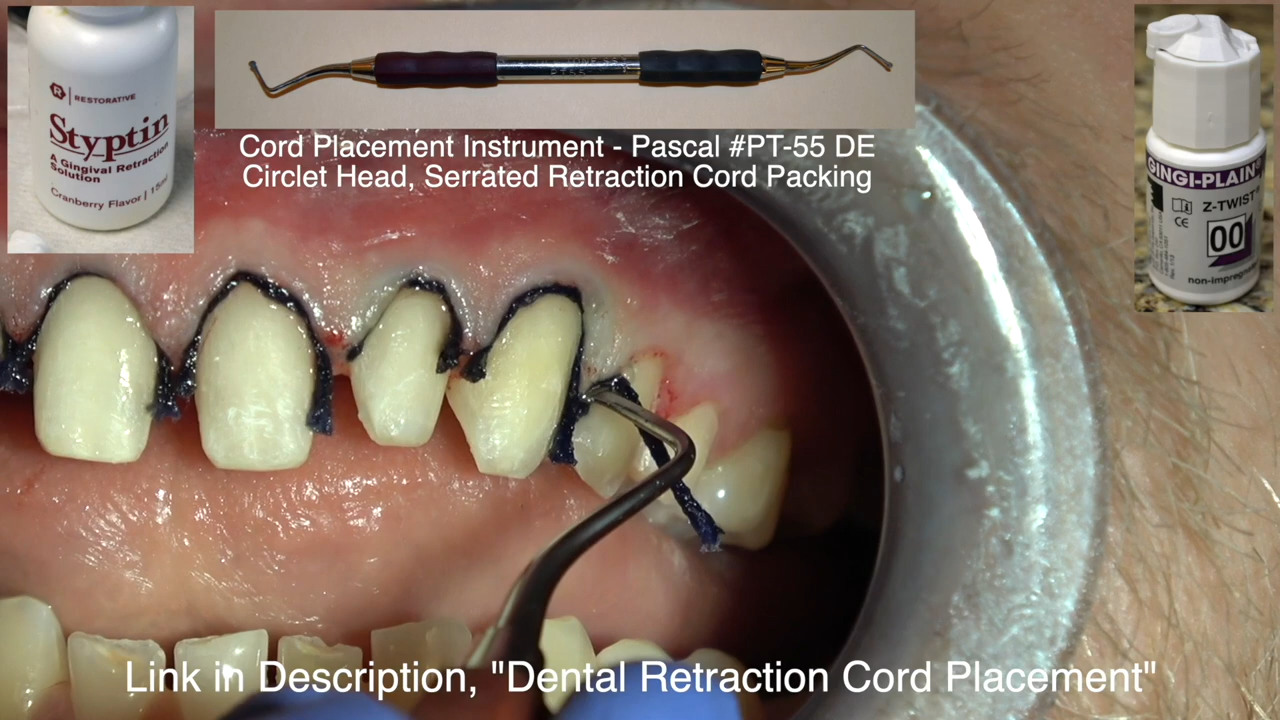 R RESTORATIVE
Styptin
A Gingival Retraction
Solution
Cranberry Flavor | 15ml
Cord Placement Instrument - Pascal #PT-55 DE
Circlet Head, Serrated Retraction Cord Packing
GINGI-PLAIN
Z-TWIST
CE
00
non-impregnated
Link in Description, "Dental Retraction Cord Placement"